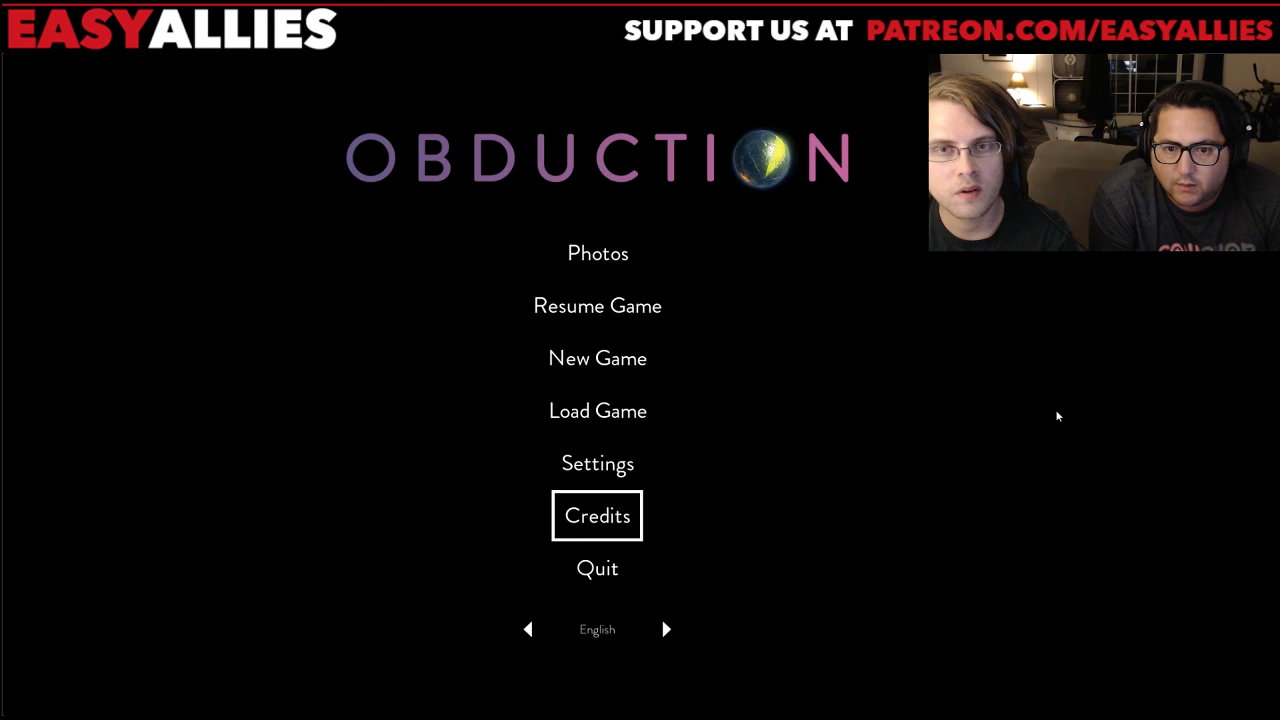 EASYALLIES
SUPPORT US AT PATREON.COM/EASYALLIES
OBDUCTION
Photos
Resume Game
New Game
Load Game
Settings
Credits
Quit
English